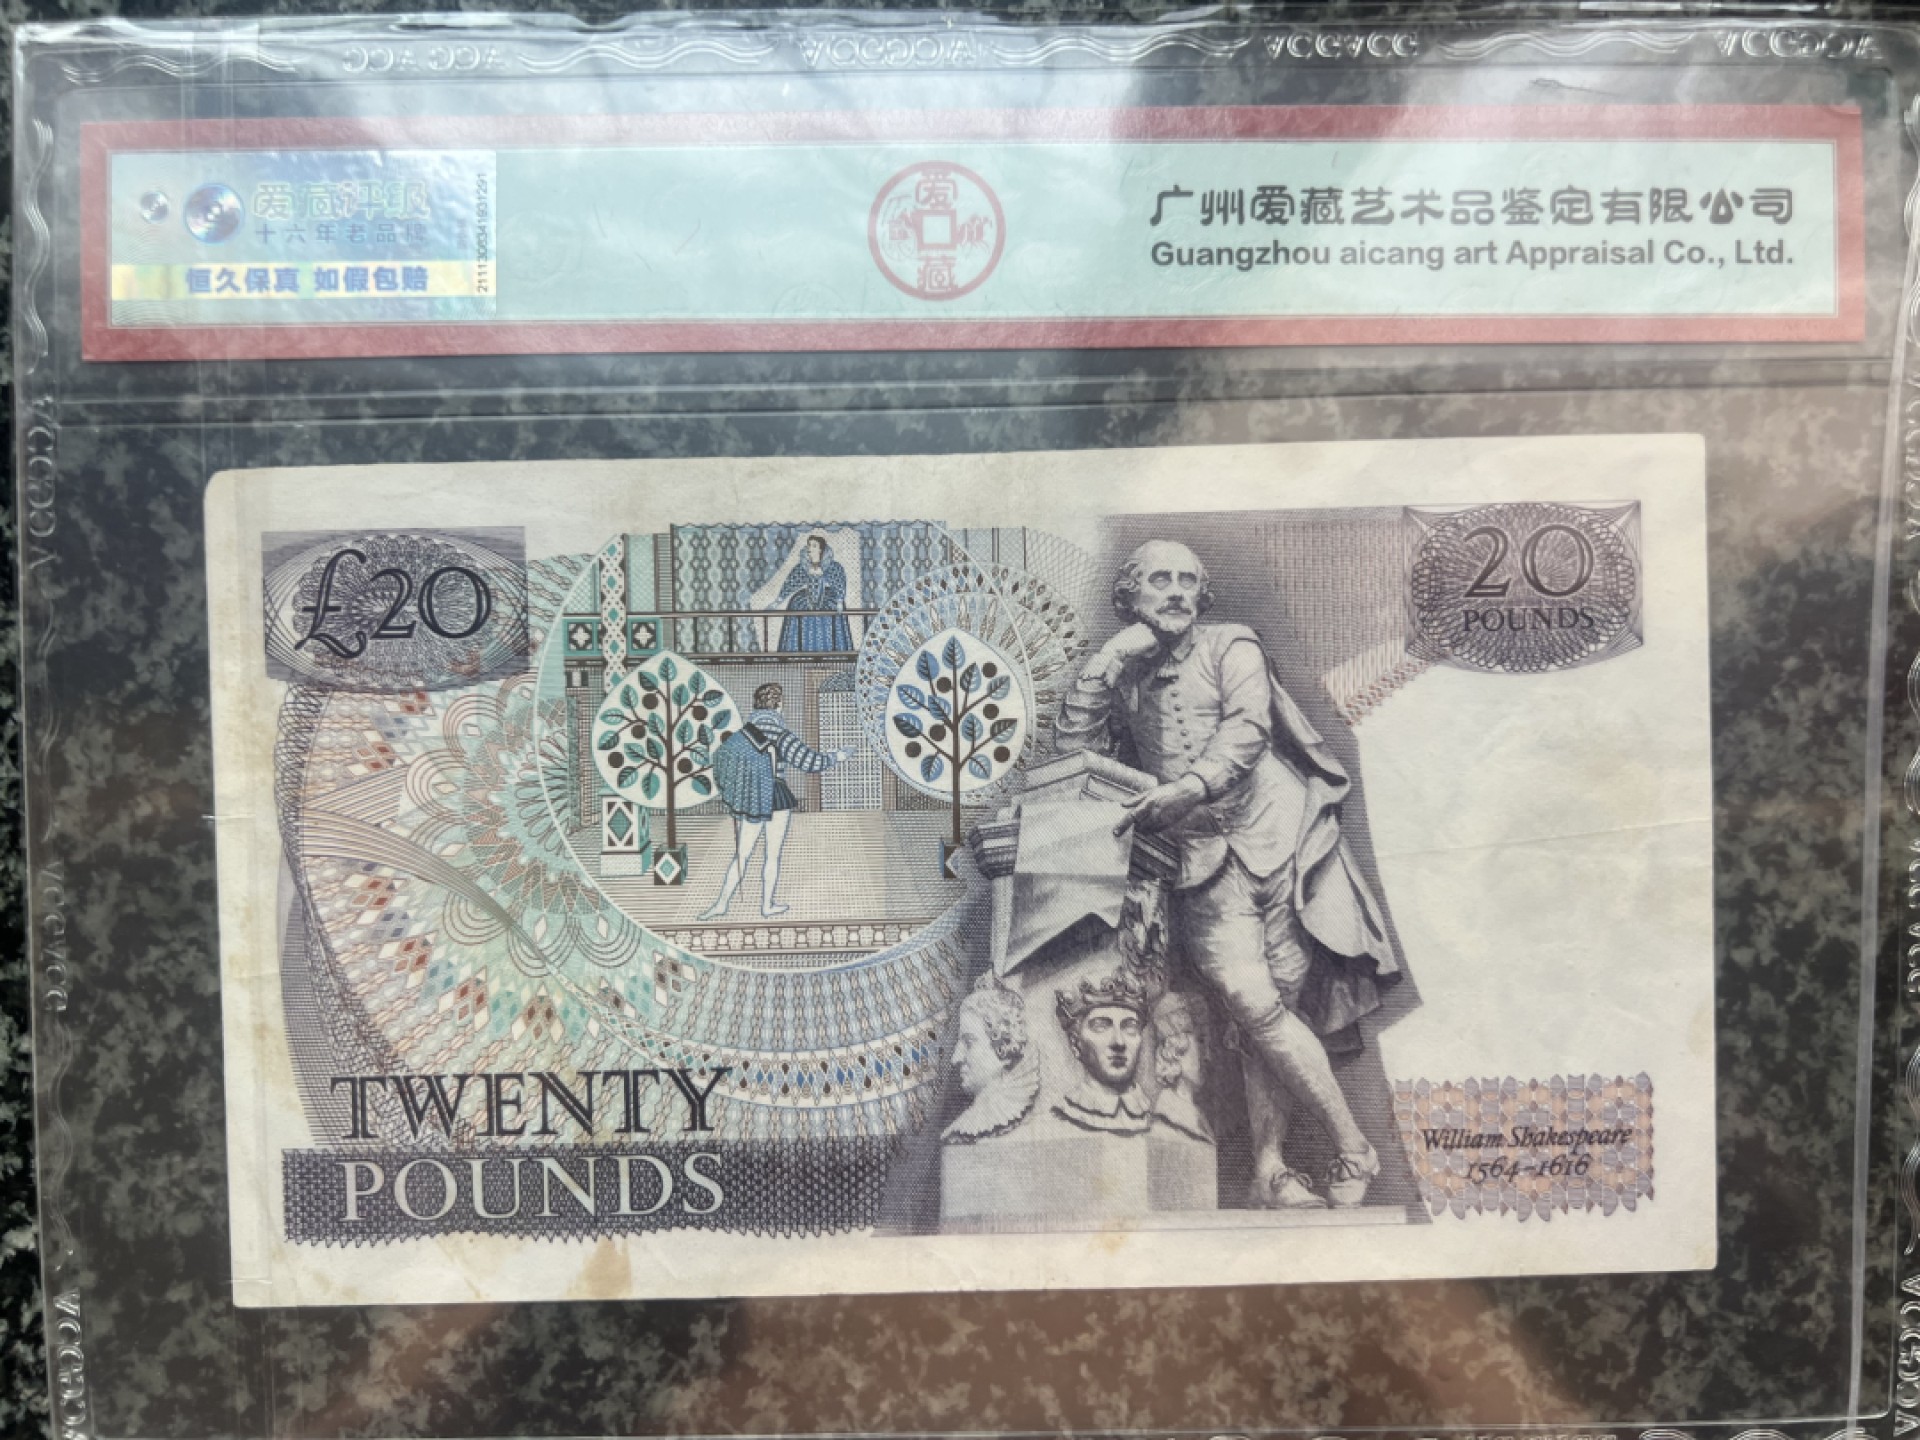 爱藏评级
十六年老品牌
恒久保真 如假包赔
爱
藏
广州爱藏艺术品鉴定有限公司
Guangzhou aicang art Appraisal Co., Ltd.
£20
20
POUNDS
TWENTY
POUNDS
William Shakespeare
1564-1616